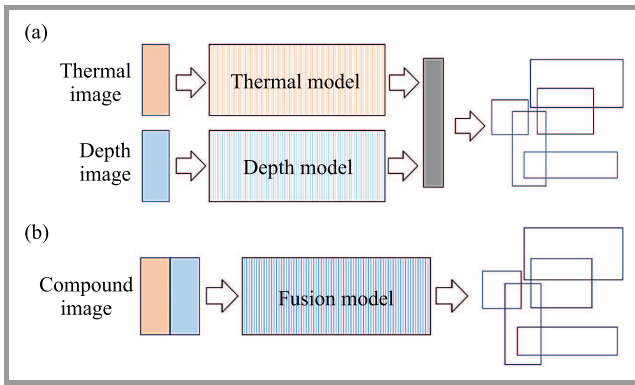 (a)
Thermal
image
Thermal model
Depth
image
Depth model
(b)
Compound
image
Fusion model